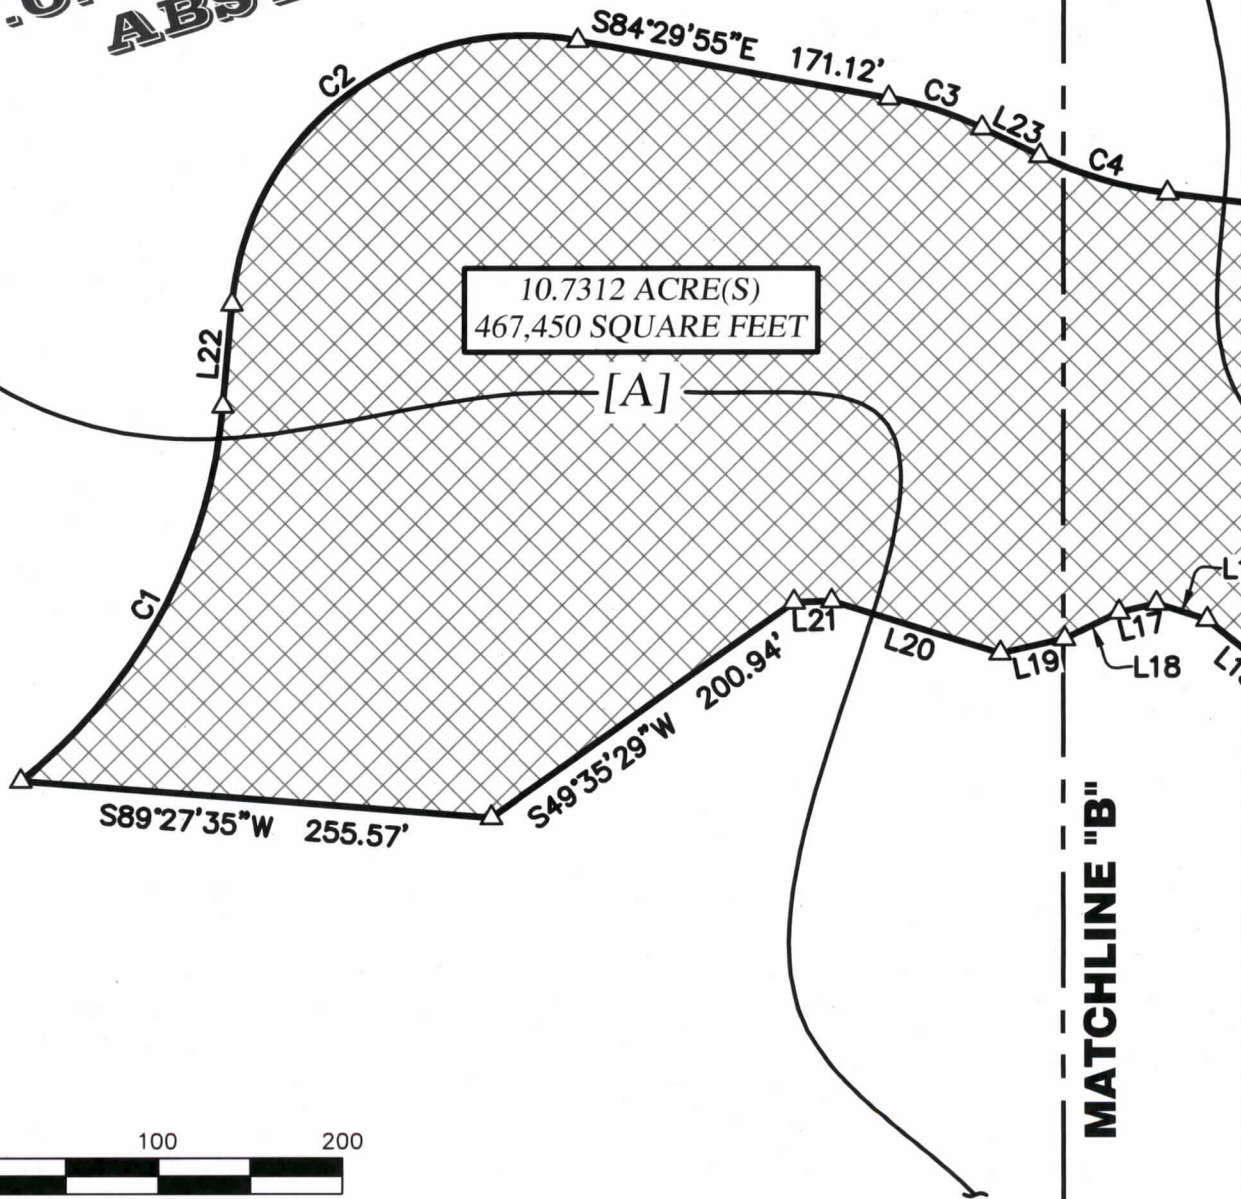 ABS
S84°29'55"E 171.12'
C2
C3
L23
C4
10.7312 ACRE(S)
467,450 SQUARE FEET
L22
[A]
C1
L21
L20
L19
L17
L18
200.94'
S49°35'29"W
S89°27'35"W 255.57'
MATCHLINE "B"
100 200